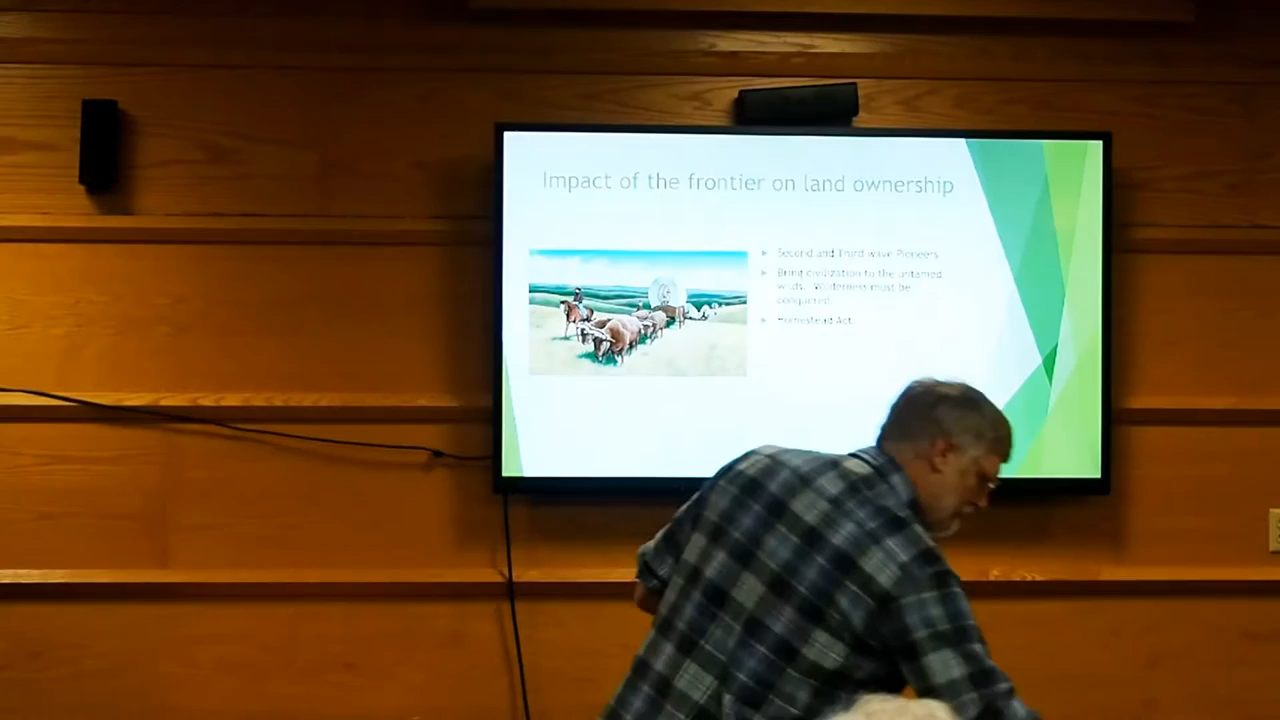 Impact of the frontier on land ownership
Second and Third wave Pioneers
Bring civilization to the untamed
wilds. Wilderness must be
conquered.
Homestead Act.